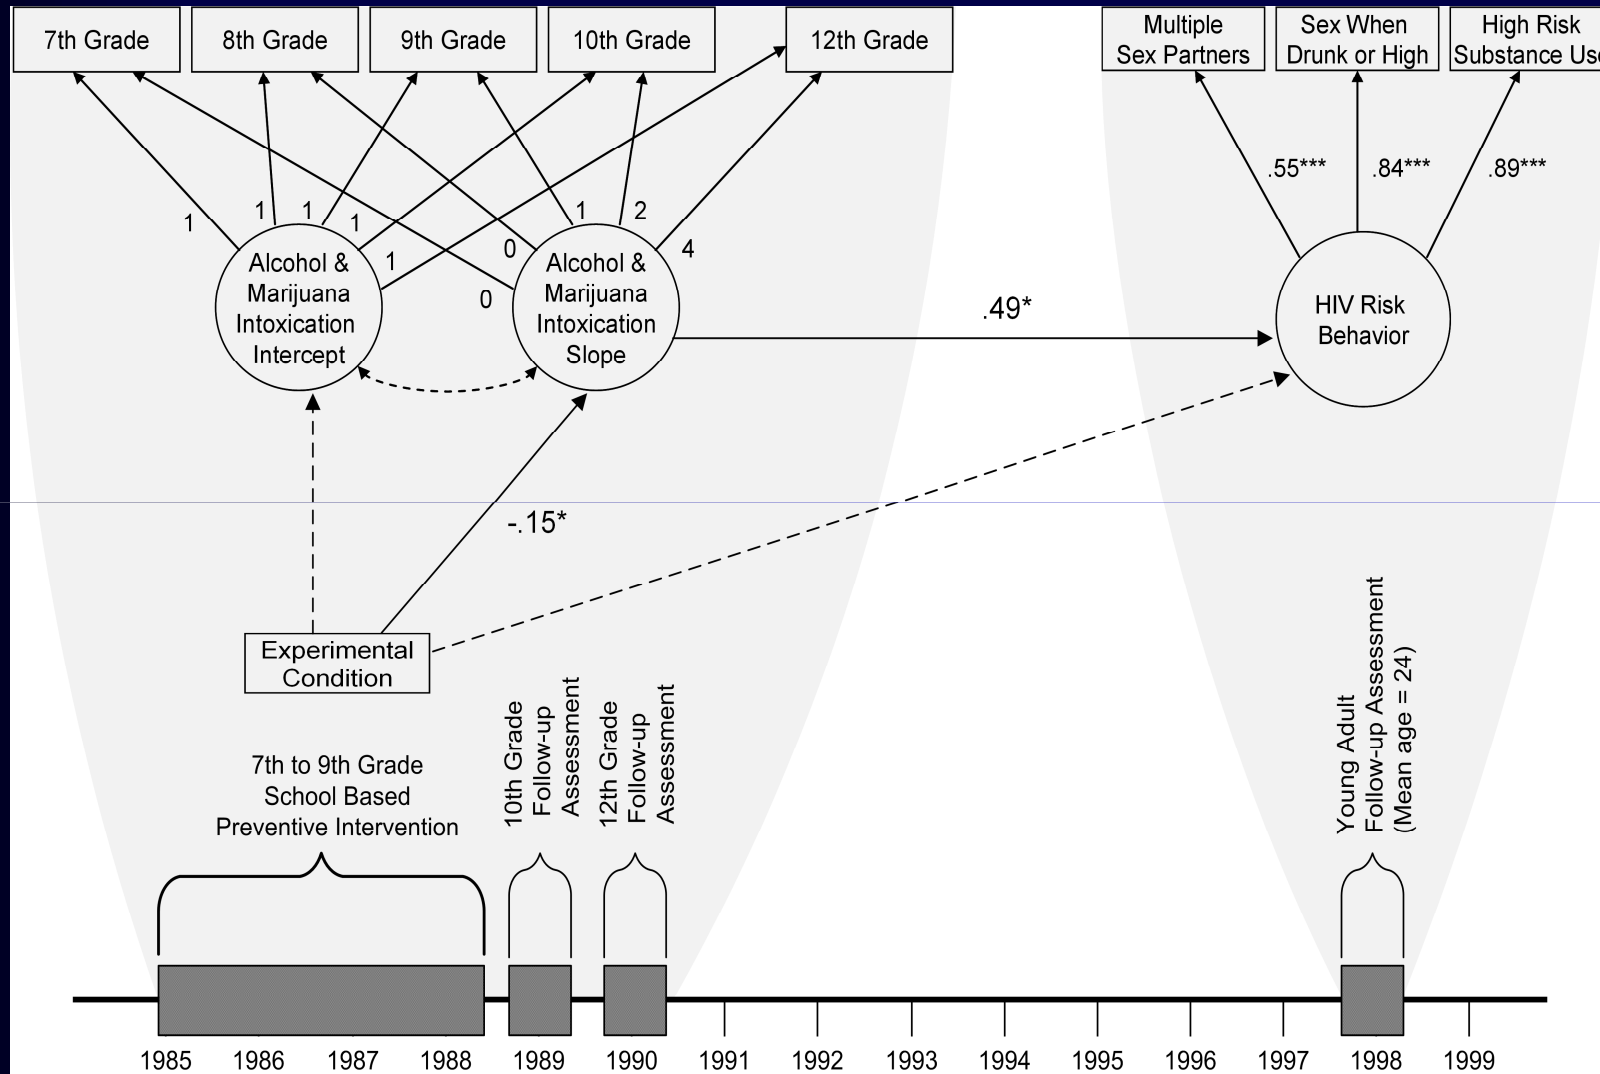 7th Grade
8th Grade
9th Grade
10th Grade
12th Grade
Multiple
Sex Partners
Sex When
Drunk or High
High Risk
Substance Use
.55***
.84***
.89***
1
1
1
1
1
0
0
1
2
4
Alcohol &
Marijuana
Intoxication
Intercept
Alcohol &
Marijuana
Intoxication
Slope
.49*
HIV Risk
Behavior
-.15*
Experimental
Condition
7th to 9th Grade
School Based
Preventive Intervention
10th Grade
Follow-up
Assessment
12th Grade
Follow-up
Assessment
Young Adult
Follow-up Assessment
(Mean age = 24)
1985
1986
1987
1988
1989
1990
1991
1992
1993
1994
1995
1996
1997
1998
1999